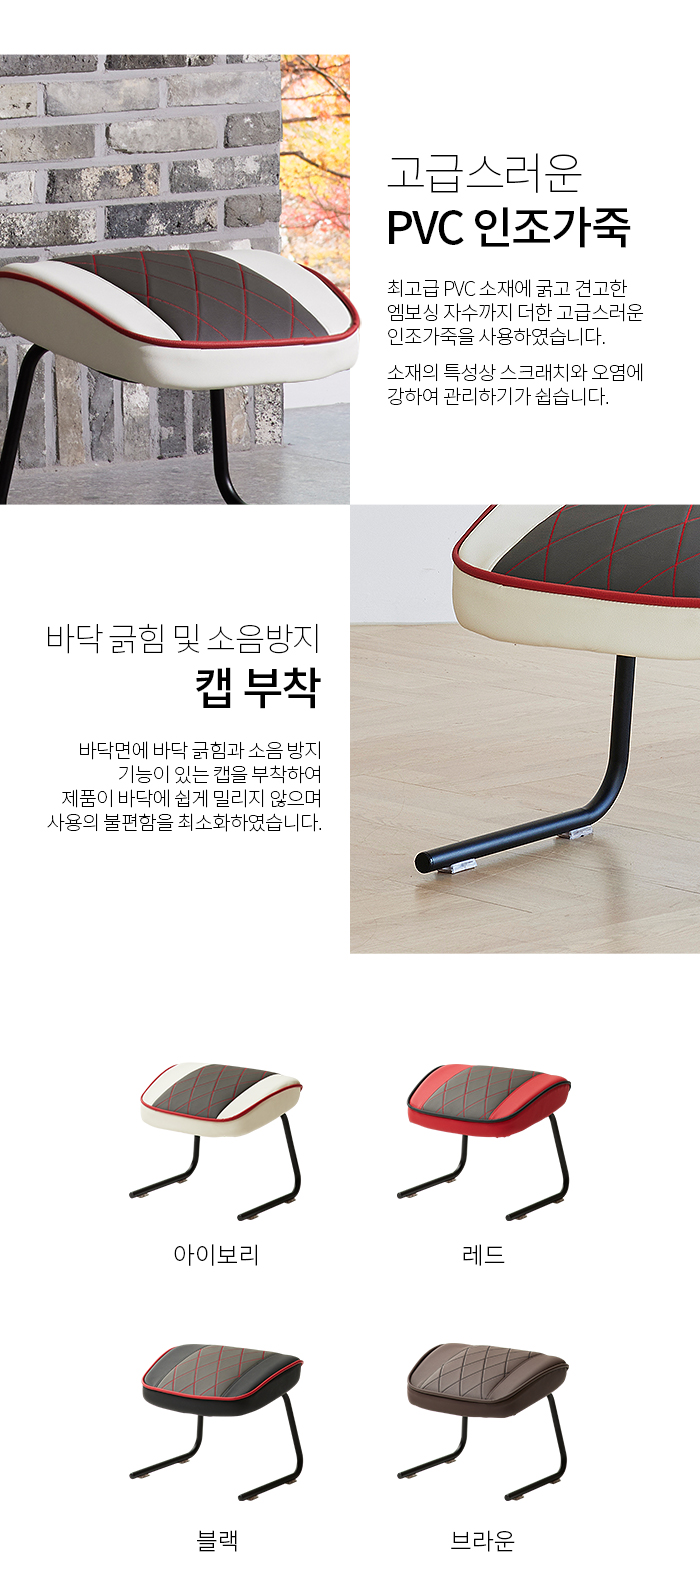 고급스러운
PVC 인조가죽
최고급 PVC 소재에 굵고 견고한
엠보싱 자수까지 더한 고급스러운
인조가죽을 사용하였습니다.
소재의 특성상 스크래치와 오염에
강하여 관리하기가 쉽습니다.
바닥 긁힘 및 소음방지
캡 부착
바닥면에 바닥 긁힘과 소음 방지
기능이 있는 캡을 부착하여
제품이 바닥에 쉽게 밀리지 않으며
사용의 불편함을 최소화하였습니다.
아이보리
레드
블랙
브라운